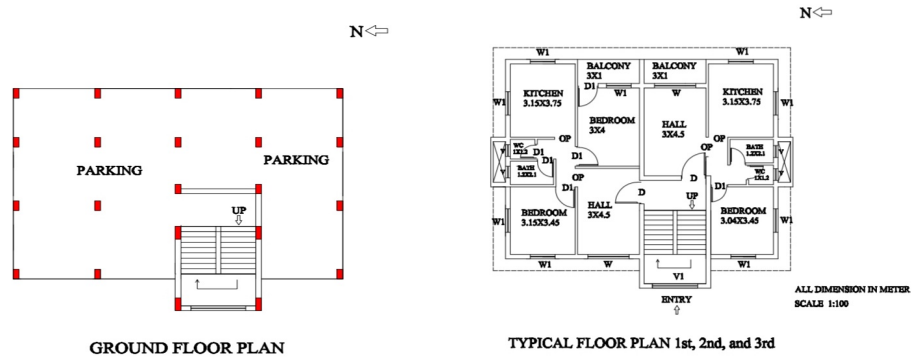 N
PARKING
PARKING
UP
GROUND FLOOR PLAN
N
W1
W1
BALCONY
3X1
BALCONY
3X1
D1
W1
W
KITCHEN
3.15X3.75
KITCHEN
3.15X3.75
W1
W1
BEDROOM
3X4
HALL
3X4.5
OP
OP
WC
1X1.2
D1
D1
D1
BATH
1.2X2.1
BATH
1.2X2.1
V
V
V
V
WC
1X1.2
D1
D1
OP
D
D
D1
D1
HALL
3X4.5
UP
BEDROOM
3.15X3.45
BEDROOM
3.04X3.45
W1
W1
W1
W
V1
W1
ENTRY
ALL DIMENSION IN METER
SCALE 1:100
TYPICAL FLOOR PLAN 1st, 2nd, and 3rd